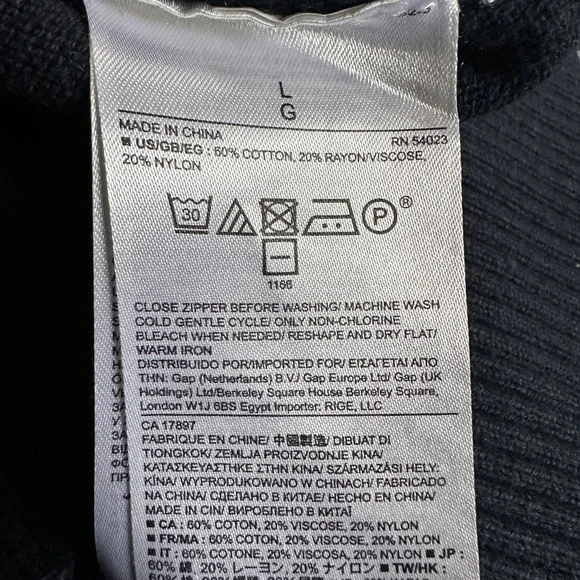 L
G
MADE IN CHINA RN 54023
■ US/GB/EG : 60% COTTON, 20% RAYON/VISCOSE,
20% NYLON
30 P ®
1166
CLOSE ZIPPER BEFORE WASHING/ MACHINE WASH
COLD GENTLE CYCLE/ ONLY NON-CHLORINE
BLEACH WHEN NEEDED/ RESHAPE AND DRY FLAT/
WARM IRON
DISTRIBUIDO POR/IMPORTED FOR/ ΕΙΣΑΓΕΤΑΙ ΑΠΟ
ΤΗΝ: Gap (Netherlands) B.V./ Gap Europe Ltd/ Gap (UK
Holdings) Ltd/Berkeley Square House Berkeley Square,
London W1J 6BS Egypt Importer: RIGE, LLC
CA 17897
FABRIQUE EN CHINE/ 中國製造/ DIBUAT DI
TIONGKOK/ ZEMLJA PROIZVODNJE KINA/
ΚΑΤΑΣΚΕΥΑΣΤΗΚΕ ΣΤΗΝ ΚΙΝΑ/ SZÁRMAZÁSI HELY:
KÍNA/ WYPRODUKOWANO W CHINACH/ FABRICADO
NA CHINA/ СДЕЛАНО В КИТАЕ/ HECHO EN CHINA/
MADE IN CIN/ ВИРОБЛЕНО В КИТАЇ
■ CA : 60% COTON, 20% VISCOSE, 20% NYLON
■ FR/MA : 60% COTON, 20% VISCOSE, 20% NYLON
■ IT : 60% COTONE, 20% VISCOSA, 20% NYLON ■ JP :
60% 綿, 20% レーヨン, 20% ナイロン ■ TW/HK :